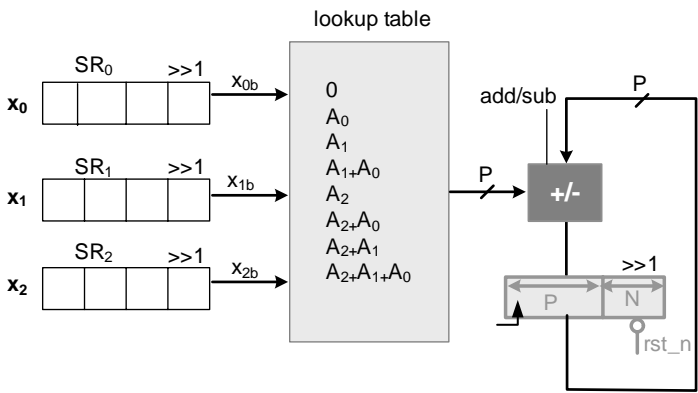 lookup table
SR₀ >>1
x₀
x₀b
SR₁ >>1
x₁
x₁b
SR₂ >>1
x₂
x₂b
0
A₀
A₁
A₁₊A₀
A₂
A₂₊A₀
A₂₊A₁
A₂₊A₁₊A₀
P
add/sub
P
+/-
>>1
P N
rst_n